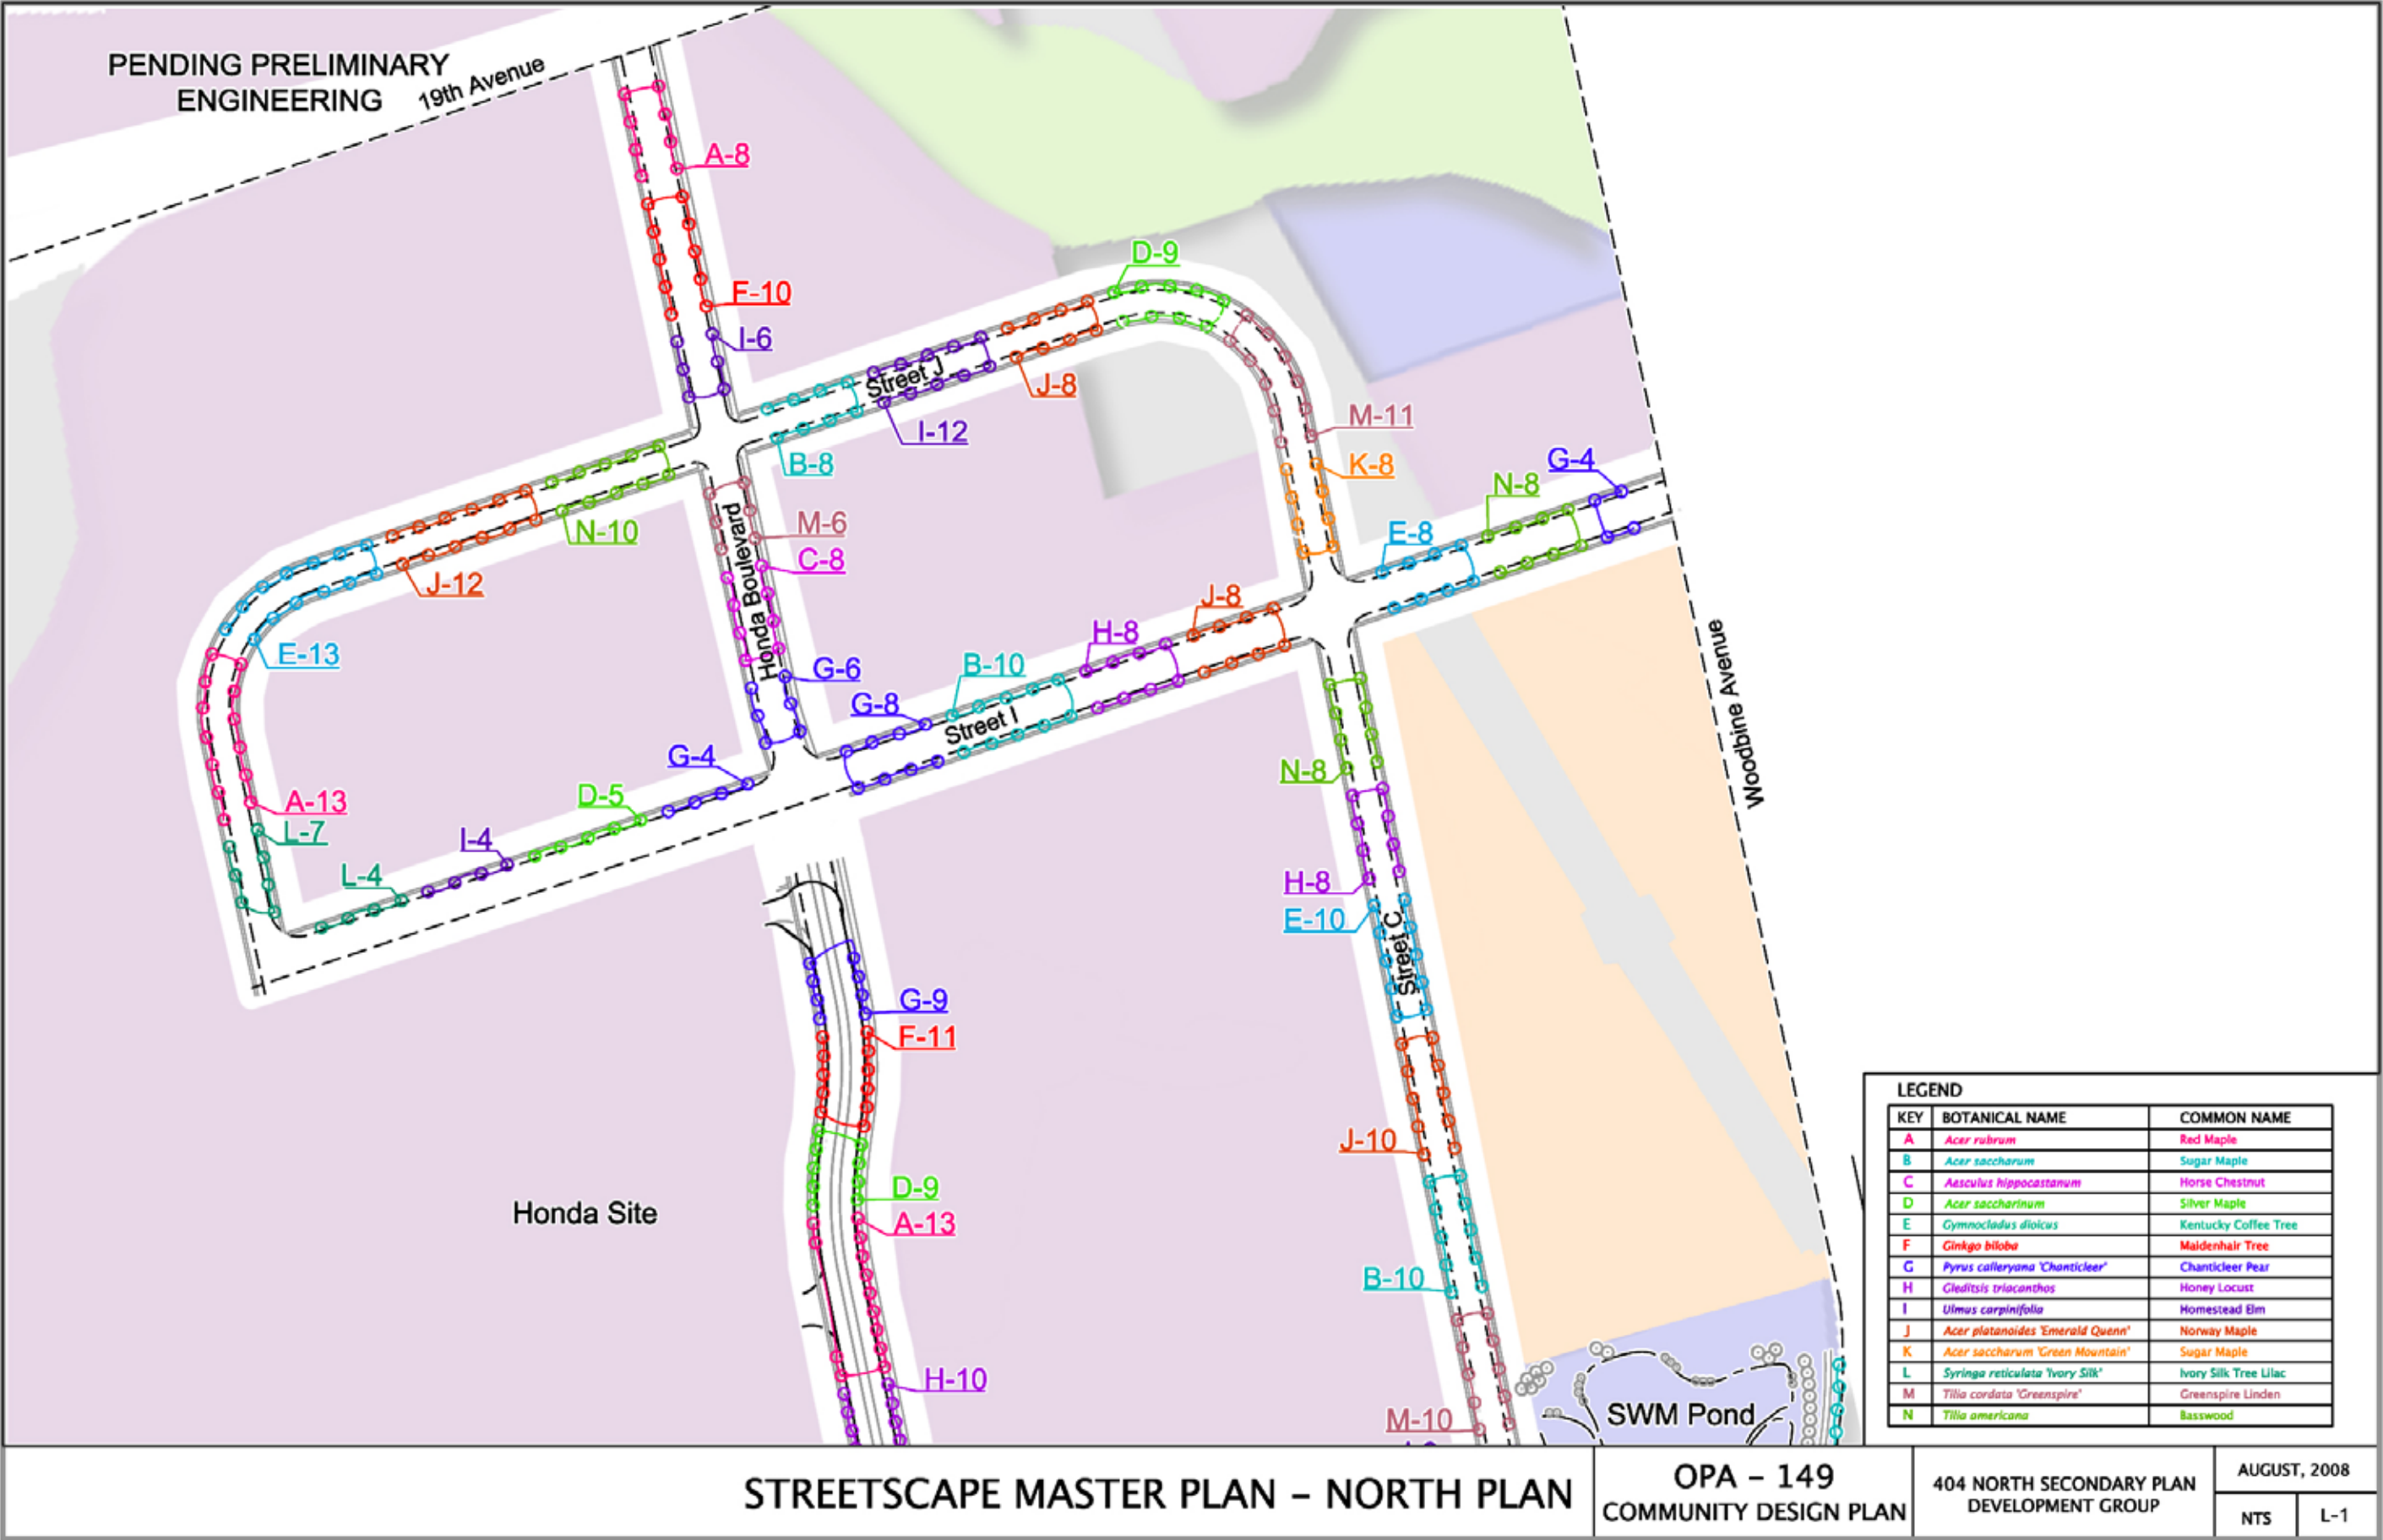 PENDING PRELIMINARY
ENGINEERING
19th Avenue
A-8
F-10
I-6
D-9
Street J
J-8
I-12
B-8
M-11
K-8
G-4
N-8
E-8
N-10
J-12
E-13
Honda Boulevard
M-6
C-8
G-6
J-8
H-8
B-10
G-8
Street I
G-4
D-5
I-4
L-4
A-13
L-7
Woodbine Avenue
N-8
H-8
E-10
Street C
J-10
B-10
M-10
G-9
F-11
D-9
A-13
H-10
Honda Site
SWM Pond
LEGEND
KEY BOTANICAL NAME COMMON NAME
A Acer rubrum Red Maple
B Acer saccharum Sugar Maple
C Aesculus hippocastanum Horse Chestnut
D Acer saccharinum Silver Maple
E Gymnocladus dioicus Kentucky Coffee Tree
F Ginkgo biloba Maidenhair Tree
G Pyrus calleryana 'Chanticleer' Chanticleer Pear
H Gleditsis triacanthos Honey Locust
I Ulmus carpinifolia Homestead Elm
J Acer platanoides 'Emerald Quenn' Norway Maple
K Acer saccharum 'Green Mountain' Sugar Maple
L Syringa reticulata 'Ivory Silk' Ivory Silk Tree Lilac
M Tilia cordata 'Greenspire' Greenspire Linden
N Tilia americana Basswood
STREETSCAPE MASTER PLAN – NORTH PLAN
OPA – 149
COMMUNITY DESIGN PLAN
404 NORTH SECONDARY PLAN
DEVELOPMENT GROUP
AUGUST, 2008
NTS L-1